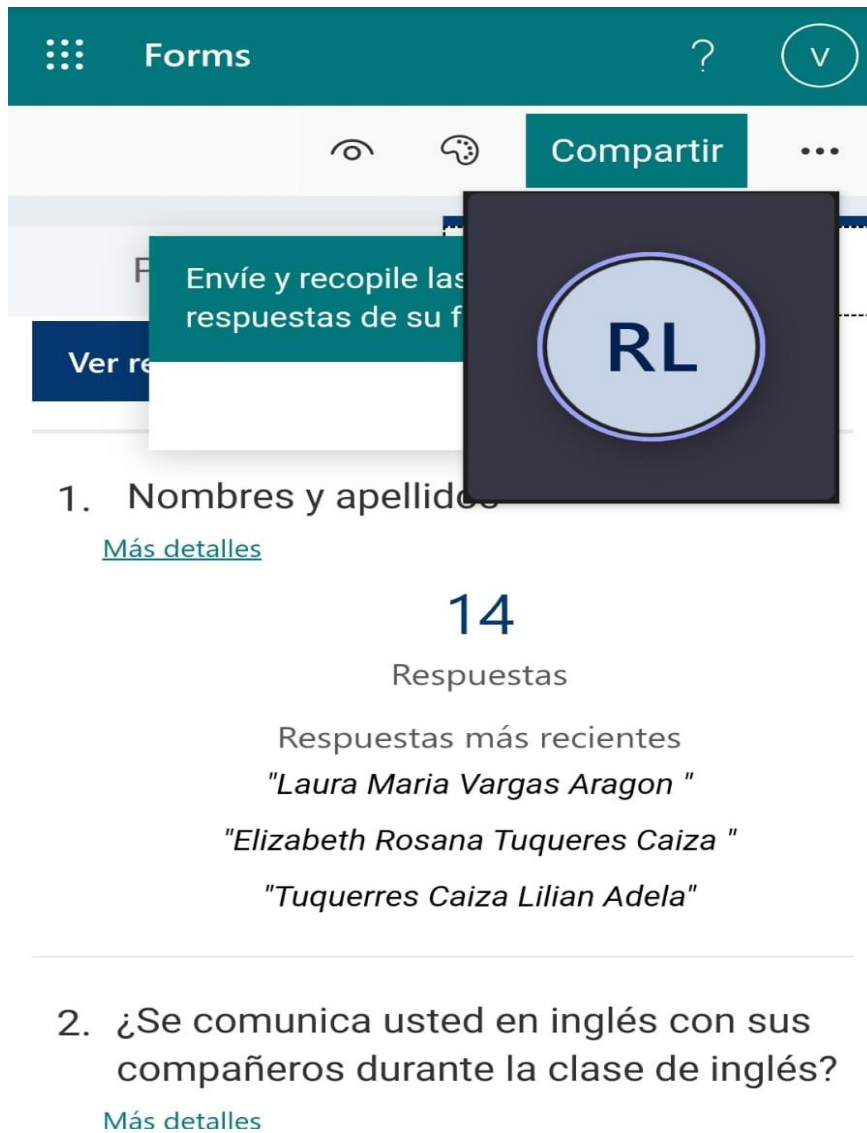 Forms
?
V
Compartir
Envíe y recopile las
respuestas de su f
RL
Ver re
1. Nombres y apellidos
Más detalles
14
Respuestas
Respuestas más recientes
"Laura Maria Vargas Aragon "
"Elizabeth Rosana Tuqueres Caiza "
"Tuquerres Caiza Lilian Adela"
2. ¿Se comunica usted en inglés con sus
compañeros durante la clase de inglés?
Más detalles